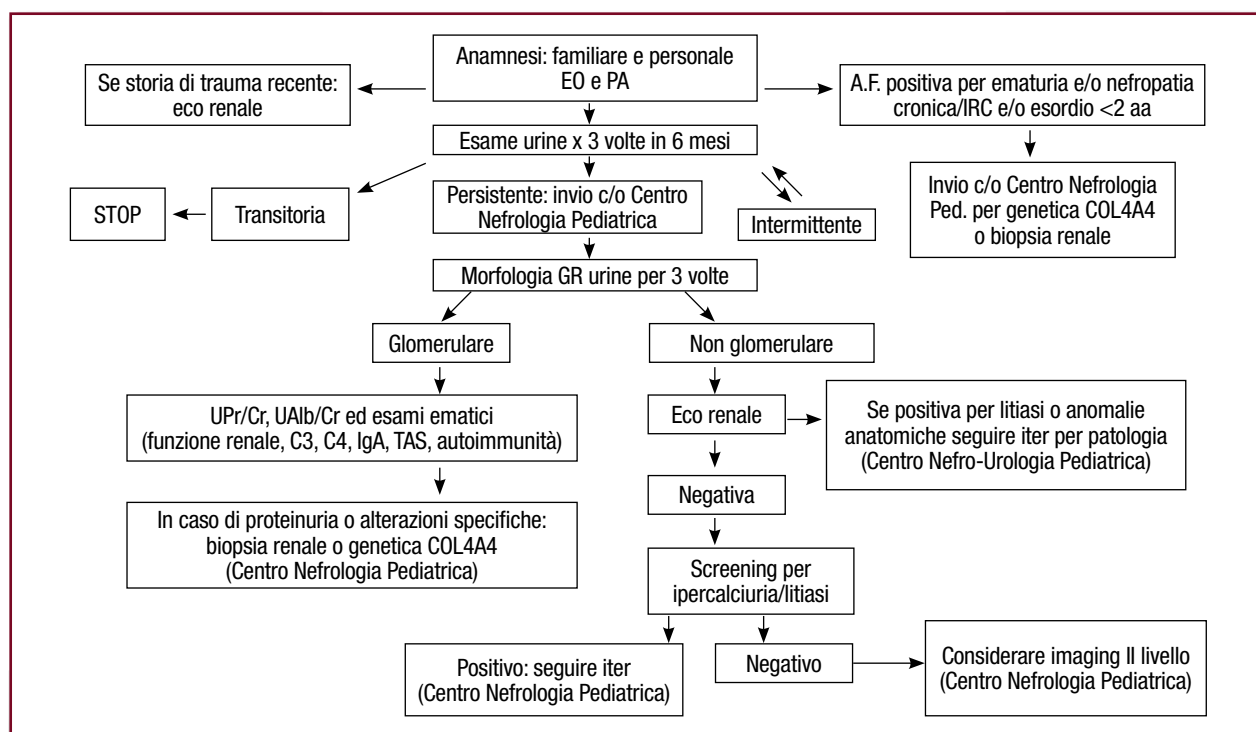 Anamnesi: familiare e personale
EO e PA
Se storia di trauma recente:
eco renale
A.F. positiva per ematuria e/o nefropatia
cronica/IRC e/o esordio <2 aa
Esame urine x 3 volte in 6 mesi
Invio c/o Centro Nefrologia
Ped. per genetica COL4A4
o biopsia renale
STOP
Transitoria
Persistente: invio c/o Centro
Nefrologia Pediatrica
Intermittente
Morfologia GR urine per 3 volte
Glomerulare
Non glomerulare
UPr/Cr, UAlb/Cr ed esami ematici
(funzione renale, C3, C4, IgA, TAS, autoimmunità)
Eco renale
Se positiva per litiasi o anomalie
anatomiche seguire iter per patologia
(Centro Nefro-Urologia Pediatrica)
Negativa
In caso di proteinuria o alterazioni specifiche:
biopsia renale o genetica COL4A4
(Centro Nefrologia Pediatrica)
Screening per
ipercalciuria/litiasi
Positivo: seguire iter
(Centro Nefrologia Pediatrica)
Negativo
Considerare imaging II livello
(Centro Nefrologia Pediatrica)